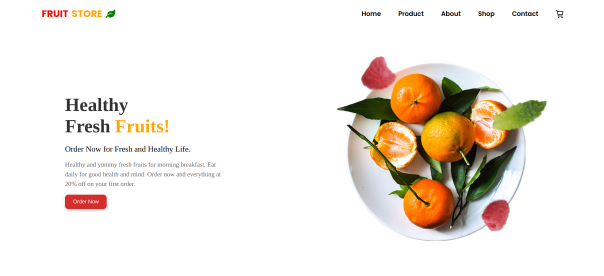 FRUIT STORE
Home Product About Shop Contact
Healthy
Fresh Fruits!
Order Now for Fresh and Healthy Life.
Healthy and yummy fresh fruits for morning breakfast. Eat
daily for good health and mind. Order now and everything at
20% off on your first order.
Order Now